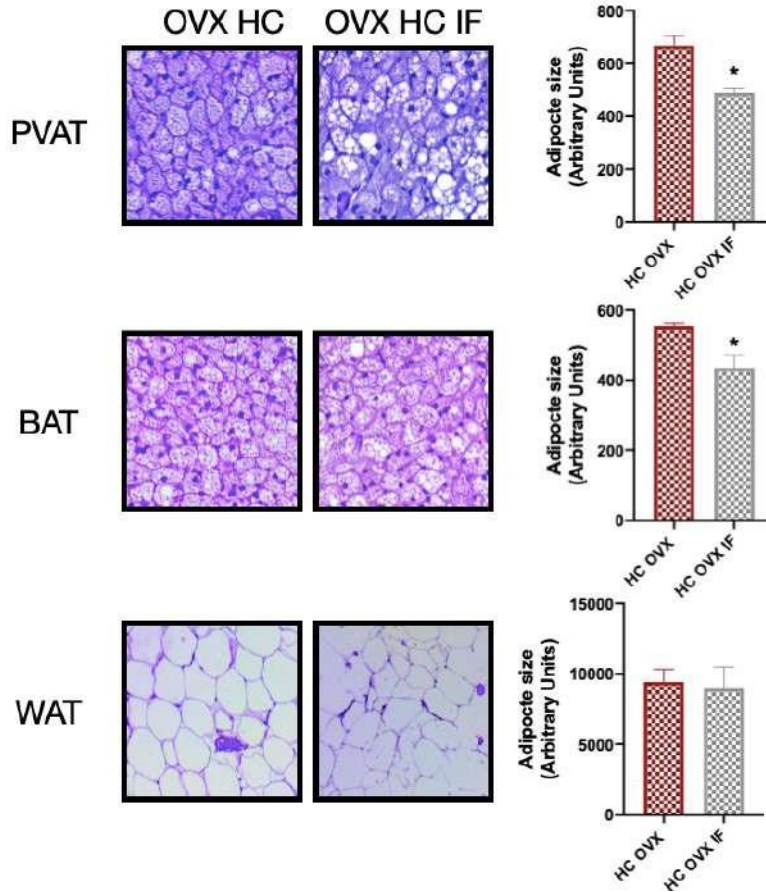 OVX HC
OVX HC IF
PVAT
Adipocte size
(Arbitrary Units)
800
600
400
200
0
*
HC OVX
HC OVX IF
BAT
Adipocte size
(Arbitrary Units)
600
400
200
0
*
HC OVX
HC OVX IF
WAT
Adipocte size
(Arbitrary Units)
15000
10000
5000
0
HC OVX
HC OVX IF